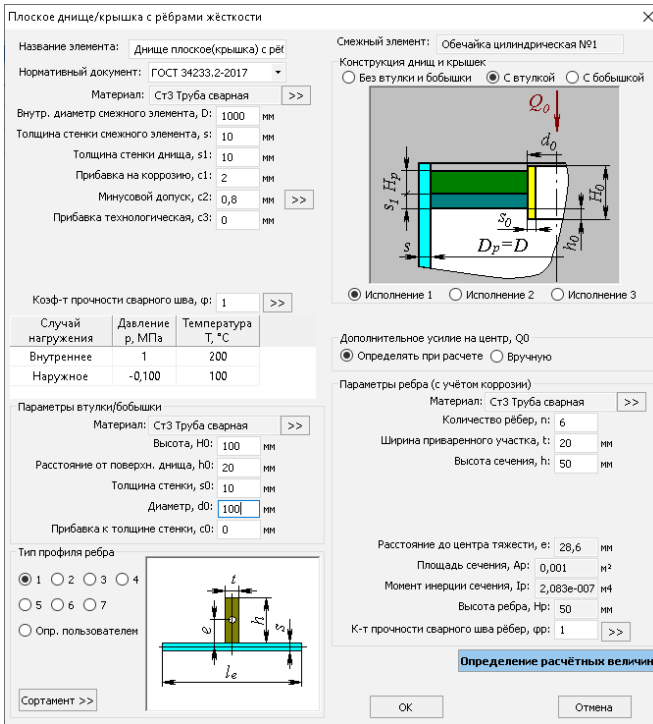 Плоское днище/крышка с рёбрами жёсткости
Название элемента: Днище плоское(крышка) с рёб
Нормативный документ: ГОСТ 34233.2-2017
Материал: Ст3 Труба сварная >>
Внутр. диаметр смежного элемента, D: 1000 мм
Толщина стенки смежного элемента, s: 10 мм
Толщина стенки днища, s1: 10 мм
Прибавка на коррозию, c1: 2 мм
Минусовой допуск, c2: 0,8 мм >>
Прибавка технологическая, c3: 0 мм
Коэф-т прочности сварного шва, φ: 1 >>
Случай нагружения Давление p, МПа Температура T, °C
Внутреннее 1 200
Наружное -0,100 100
Параметры втулки/бобышки
Материал: Ст3 Труба сварная >>
Высота, H0: 100 мм
Расстояние от поверхн. днища, h0: 20 мм
Толщина стенки, s0: 10 мм
Диаметр, d0: 100 мм
Прибавка к толщине стенки, c0: 0 мм
Тип профиля ребра
1 2 3 4
5 6 7
Опр. пользователем
Сортамент >>
t
e
h
s₁
lₑ
Смежный элемент: Обечайка цилиндрическая №1
Конструкция днищ и крышек
Без втулки и бобышки С втулкой С бобышкой
Q₀
d₀
Hₚ
s₁
H₀
s₀
h₀
s
Dₚ=D
Исполнение 1 Исполнение 2 Исполнение 3
Дополнительное усилие на центр, Q0
Определять при расчете Вручную
Параметры ребра (с учётом коррозии)
Материал: Ст3 Труба сварная >>
Количество рёбер, n: 6
Ширина приваренного участка, t: 20 мм
Высота сечения, h: 50 мм
Расстояние до центра тяжести, e: 28,6 мм
Площадь сечения, Ap: 0,001 м²
Момент инерции сечения, Ip: 2,083e-007 м4
Высота ребра, Hp: 50 мм
К-т прочности сварного шва рёбер, φp: 1 >>
Определение расчётных величин
OK Отмена